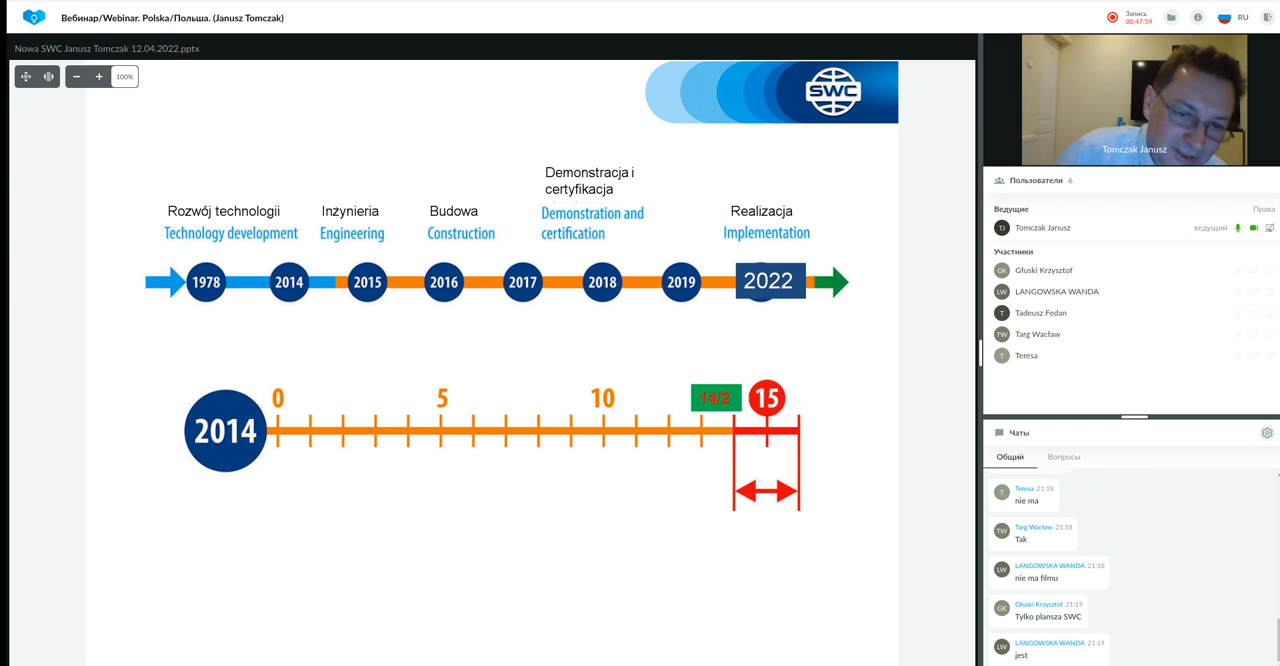 Вебинар/Webinar. Polska/Польша. (Janusz Tomczak)
Запись
00:47:59
RU
Nowa SWC Janusz Tomczak 12.04.2022.pptx
100%
SWC
Demonstracja i
certyfikacja
Rozwój technologii
Inżynieria
Budowa
Realizacja
Technology development
Engineering
Construction
Demonstration and
certification
Implementation
1978
2014
2015
2016
2017
2018
2019
2022
0
5
10
14/2
15
2014
Tomczak Janusz
Пользователи 6
Ведущие
Права
TJ
Tomczak Janusz
ведущий
Участники
GK
Głuski Krzysztof
LW
LANGOWSKA WANDA
T
Tadeusz Fedan
TW
Targ Wacław
T
Teresa
Чаты
Общий
Вопросы
T
Teresa 21:18
nie ma
TW
Targ Wacław 21:18
Tak
LW
LANGOWSKA WANDA 21:18
nie ma filmu
GK
Głuski Krzysztof 21:19
Tylko plansza SWC
LW
LANGOWSKA WANDA 21:19
jest